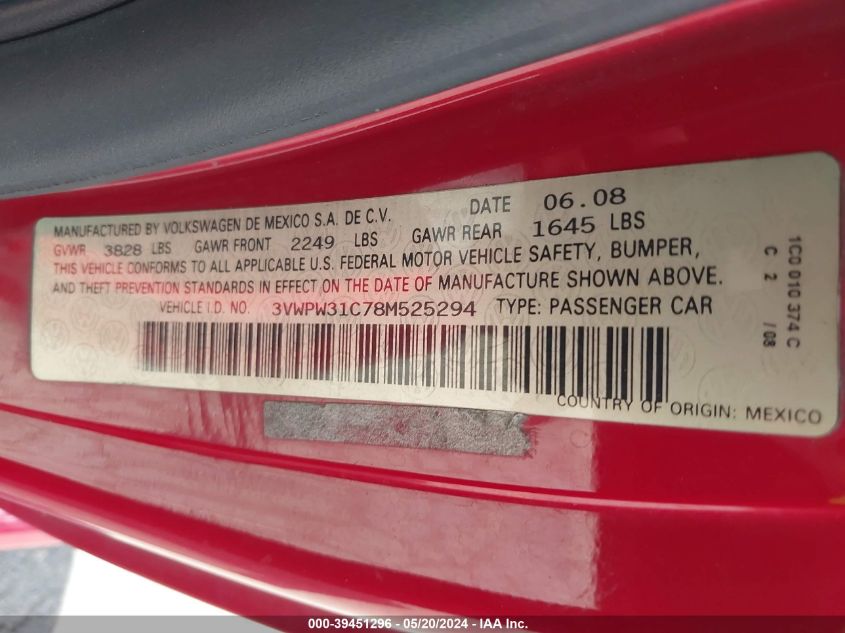 MANUFACTURED BY VOLKSWAGEN DE MEXICO S.A. DE C.V. DATE 06.08
GVWR 3828 LBS GAWR FRONT 2249 LBS GAWR REAR 1645 LBS
THIS VEHICLE CONFORMS TO ALL APPLICABLE U.S. FEDERAL MOTOR VEHICLE SAFETY, BUMPER,
AND THEFT PREVENTION STANDARDS IN EFFECT ON THE DATE OF MANUFACTURE SHOWN ABOVE.
VEHICLE I.D. NO. 3VWPW31C78M525294 TYPE: PASSENGER CAR
COUNTRY OF ORIGIN: MEXICO
1C0 010 374 C
C 2 /08
000-39451296 - 05/20/2024 - IAA Inc.